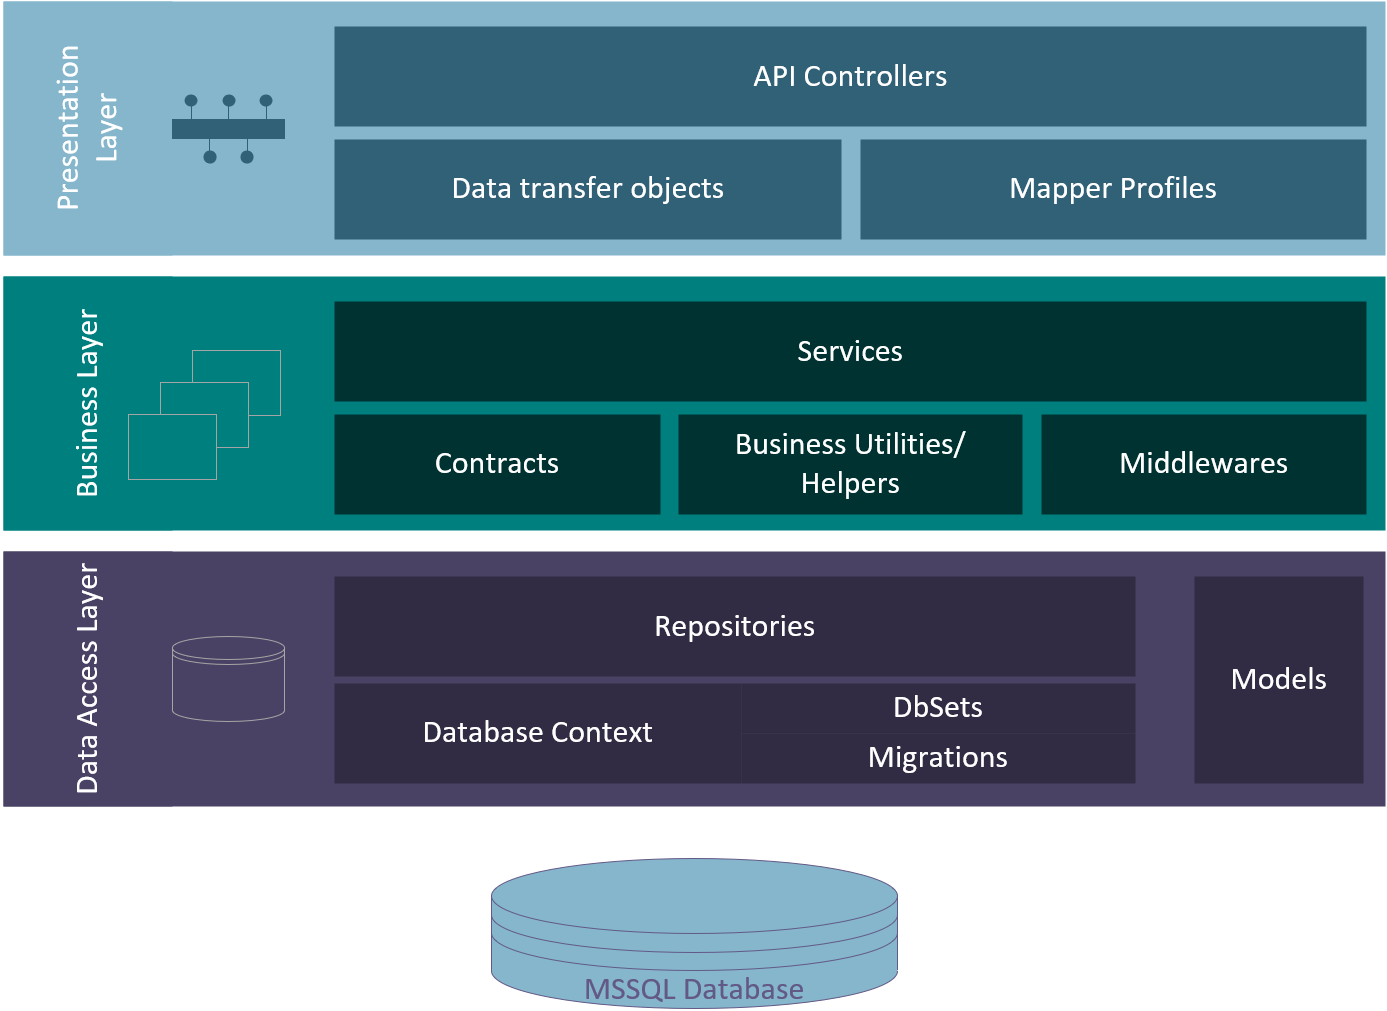 Presentation
Layer
API Controllers
Data transfer objects
Mapper Profiles
Business Layer
Services
Contracts
Business Utilities/
Helpers
Middlewares
Data Access Layer
Repositories
Database Context
DbSets
Migrations
Models
MSSQL Database